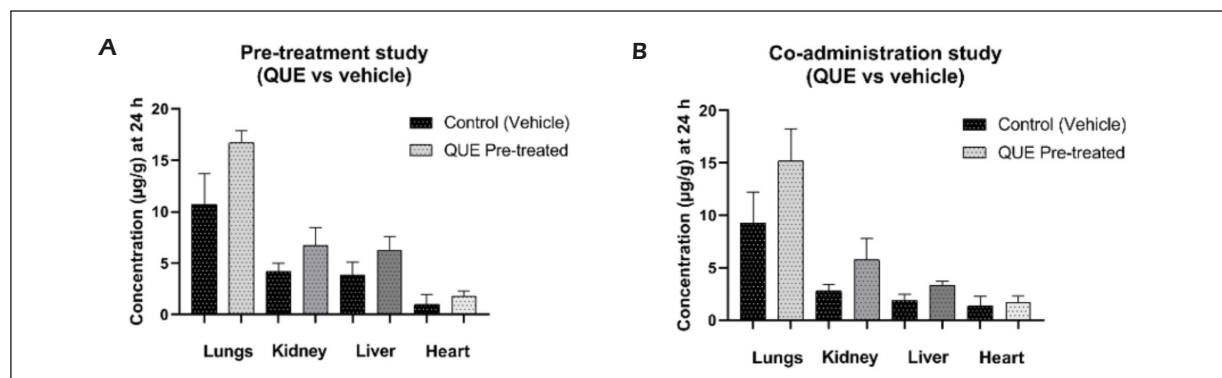 A
Pre-treatment study
(QUE vs vehicle)
Concentration (µg/g) at 24 h
20
15
10
5
0
Control (Vehicle)
QUE Pre-treated
Lungs Kidney Liver Heart
B
Co-administration study
(QUE vs vehicle)
Concentration (µg/g) at 24 h
20
15
10
5
0
Control (Vehicle)
QUE Pre-treated
Lungs Kidney Liver Heart